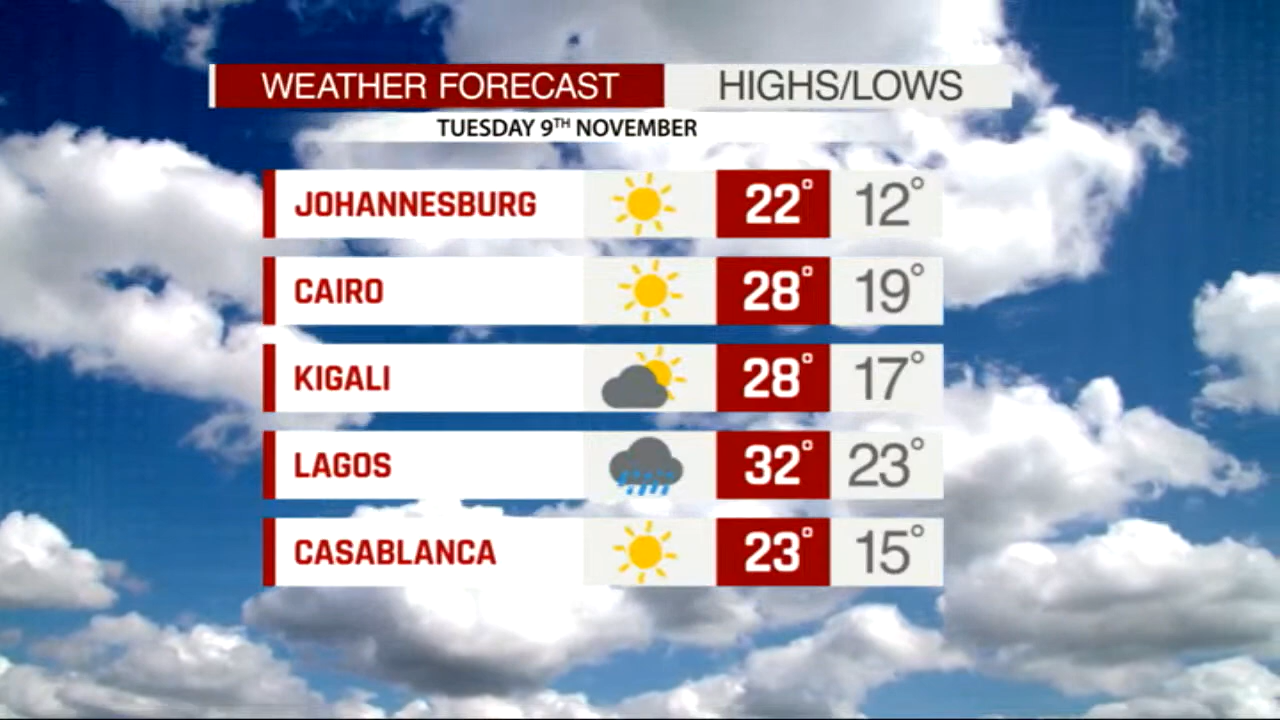 WEATHER FORECAST HIGHS/LOWS
TUESDAY 9TH NOVEMBER
JOHANNESBURG 22° 12°
CAIRO 28° 19°
KIGALI 28° 17°
LAGOS 32° 23°
CASABLANCA 23° 15°